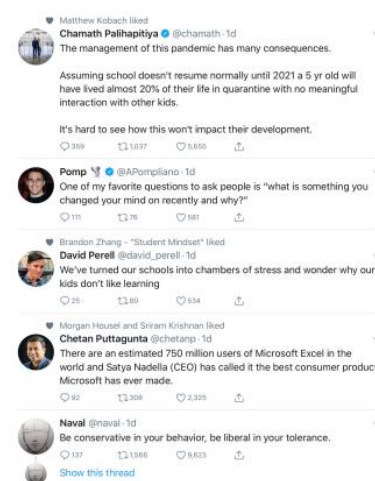 Matthew Kobach liked
Chamath Palihapitiya @chamath · 1d
The management of this pandemic has many consequences.
Assuming school doesn't resume normally until 2021 a 5 yr old will
have lived almost 20% of their life in quarantine with no meaningful
interaction with other kids.
It's hard to see how this won't impact their development.
359 1,037 5,655
Pomp @APompliano · 1d
One of my favorite questions to ask people is "what is something you
changed your mind on recently and why?"
111 76 581
Brandon Zhang - "Student Mindset" liked
David Perell @david_perell · 1d
We've turned our schools into chambers of stress and wonder why our
kids don't like learning
25 89 534
Morgan Housel and Sriram Krishnan liked
Chetan Puttagunta @chetanp · 1d
There are an estimated 750 million users of Microsoft Excel in the
world and Satya Nadella (CEO) has called it the best consumer produc
Microsoft has ever made.
92 308 2,325
Naval @naval · 1d
Be conservative in your behavior, be liberal in your tolerance.
137 1,566 9,623
Show this thread